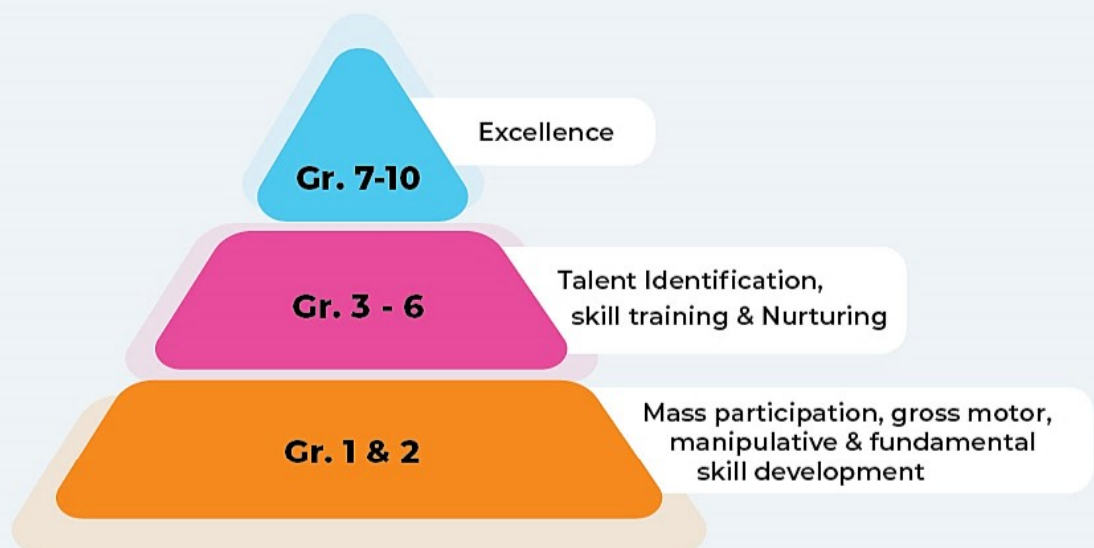 Excellence
Gr. 7-10
Talent Identification,
skill training & Nurturing
Gr. 3 - 6
Mass participation, gross motor,
manipulative & fundamental
skill development
Gr. 1 & 2